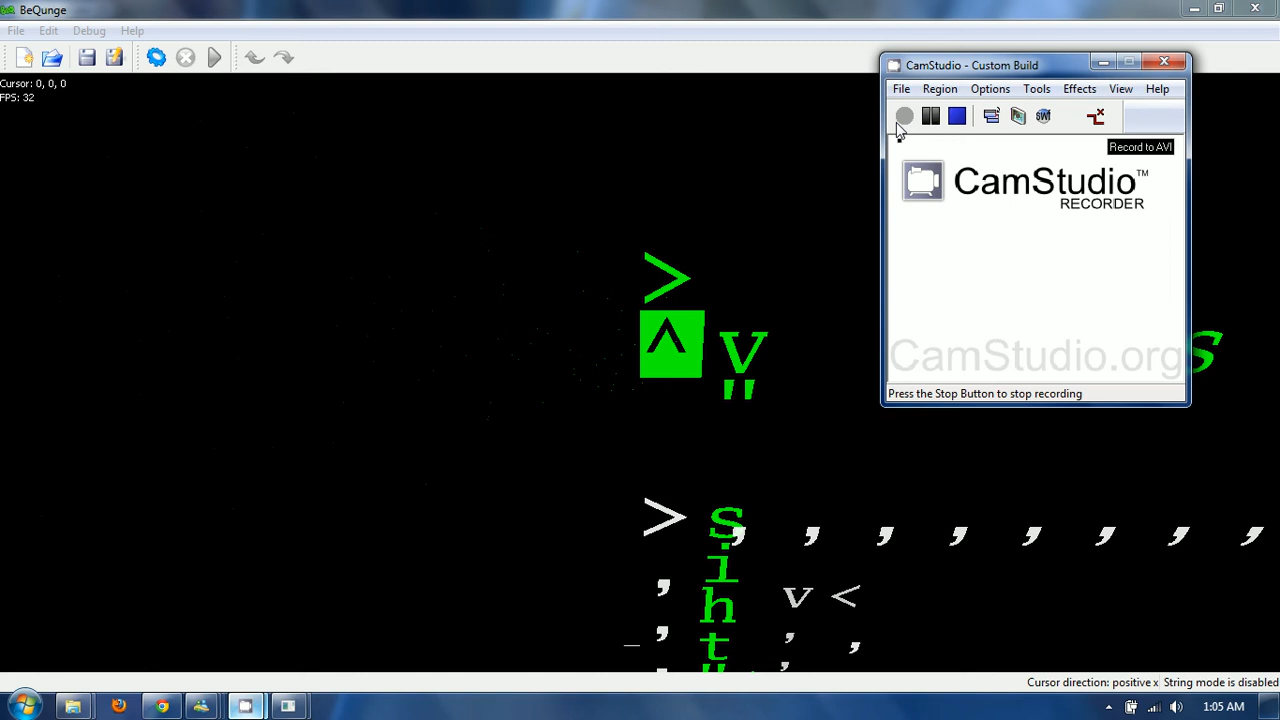 BeQunge
File Edit Debug Help
Cursor: 0, 0, 0
FPS: 32
CamStudio - Custom Build
File Region Options Tools Effects View Help
Record to AVI
CamStudio™
RECORDER
CamStudio.org
Press the Stop Button to stop recording
>
^ v s
"
> s , , , , , , , ,
, i v <
, h , ,
_ t ,
Cursor direction: positive x String mode is disabled
1:05 AM